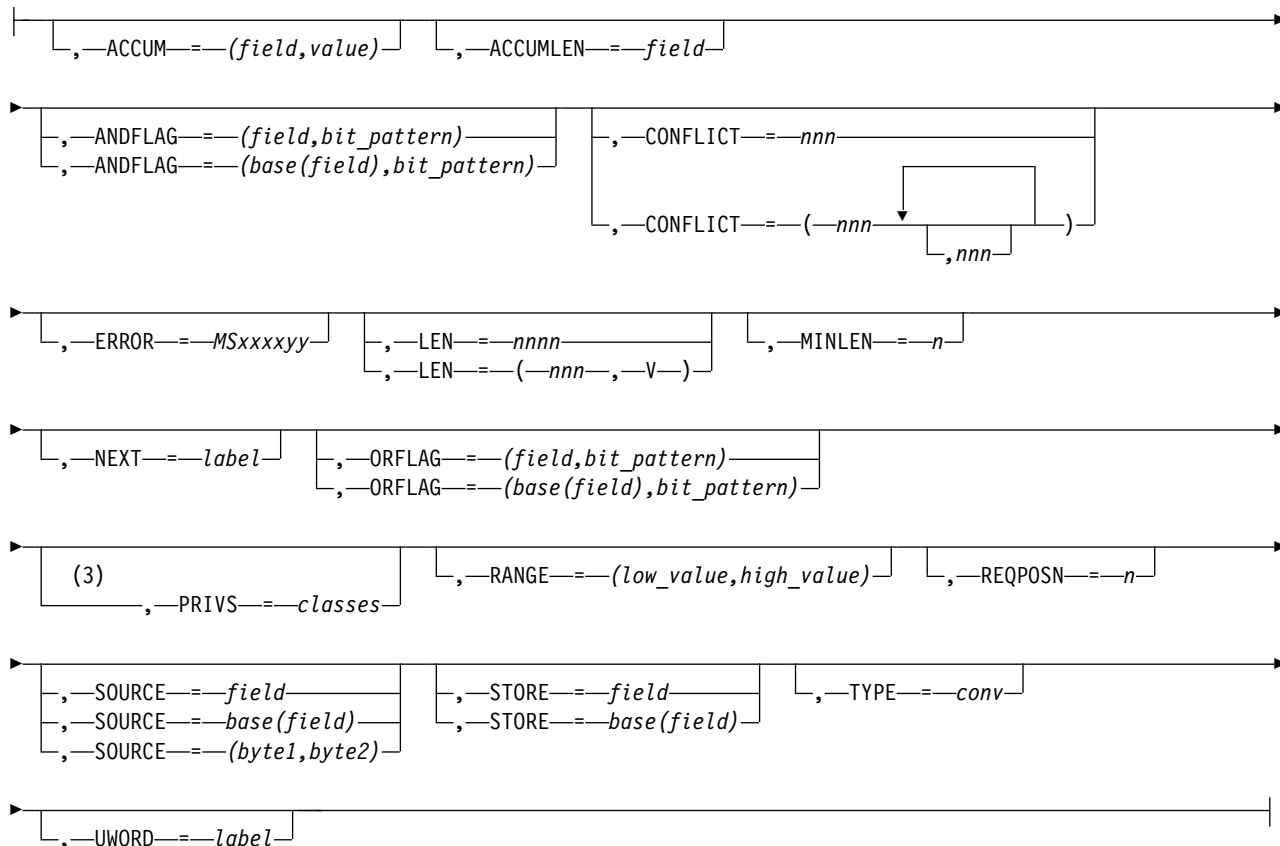 ,—ACCUM—=—(field,value) ,—ACCUMLEN—=—field
,—ANDFLAG—=—(field,bit_pattern) ,—CONFLICT—=—nnn
,—ANDFLAG—=—(base(field),bit_pattern)
,—CONFLICT—=—(—nnn )
,nnn
,—ERROR—=—MSxxxxyy ,—LEN—=—nnnn ,—MINLEN—=—n
,—LEN—=—(—nnn—,—V—)
,—NEXT—=—label ,—ORFLAG—=—(field,bit_pattern)
,—ORFLAG—=—(base(field),bit_pattern)
(3) ,—RANGE—=—(low_value,high_value) ,—REQPOSN—=—n
,—PRIVS—=—classes
,—SOURCE—=—field ,—STORE—=—field ,—TYPE—=—conv
,—SOURCE—=—base(field) ,—STORE—=—base(field)
,—SOURCE—=—(byte1,byte2)
,—UWORD—=—label